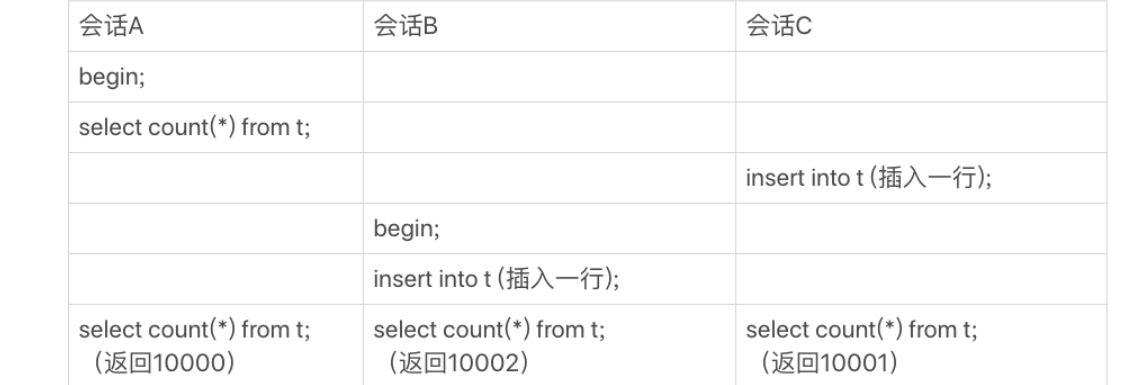 会话A
会话B
会话C
begin;
select count(*) from t;
insert into t (插入一行);
begin;
insert into t (插入一行);
select count(*) from t;
（返回10000）
select count(*) from t;
（返回10002）
select count(*) from t;
（返回10001）